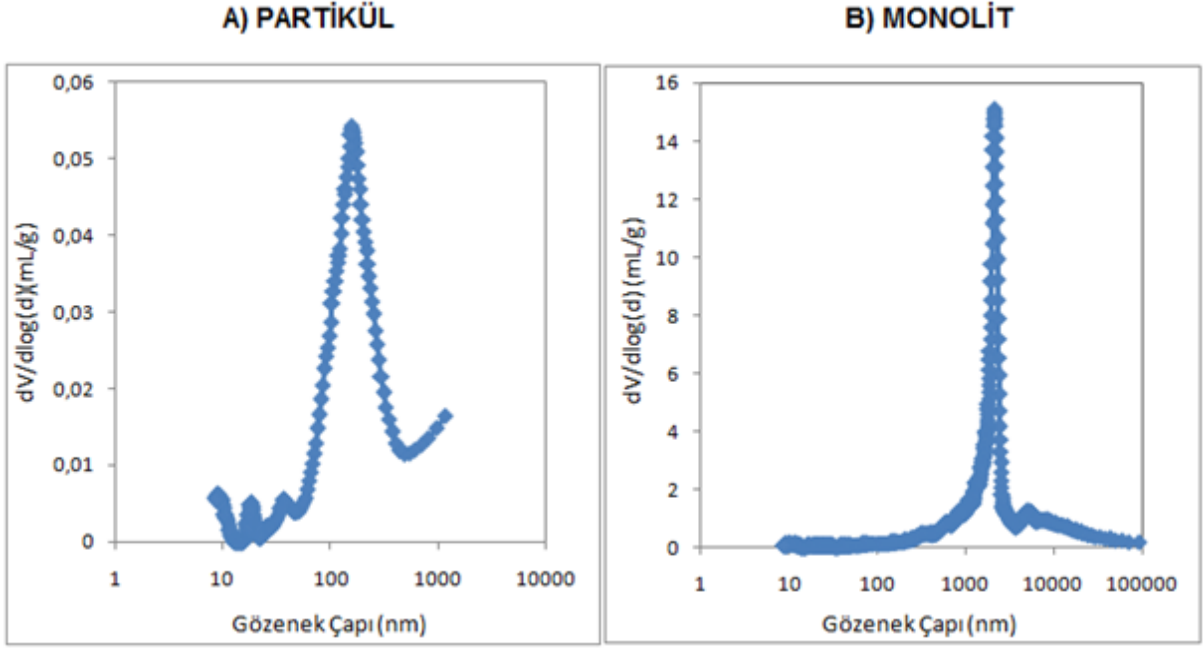 A) PARTİKÜL
B) MONOLİT
0,06
0,05
0,04
0,03
0,02
0,01
0
dV/dlog(d)(mL/g)
1 10 100 1000 10000
Gözenek Çapı (nm)
16
14
12
10
8
6
4
2
0
dV/dlog(d) (mL/g)
1 10 100 1000 10000 100000
Gözenek Çapı (nm)